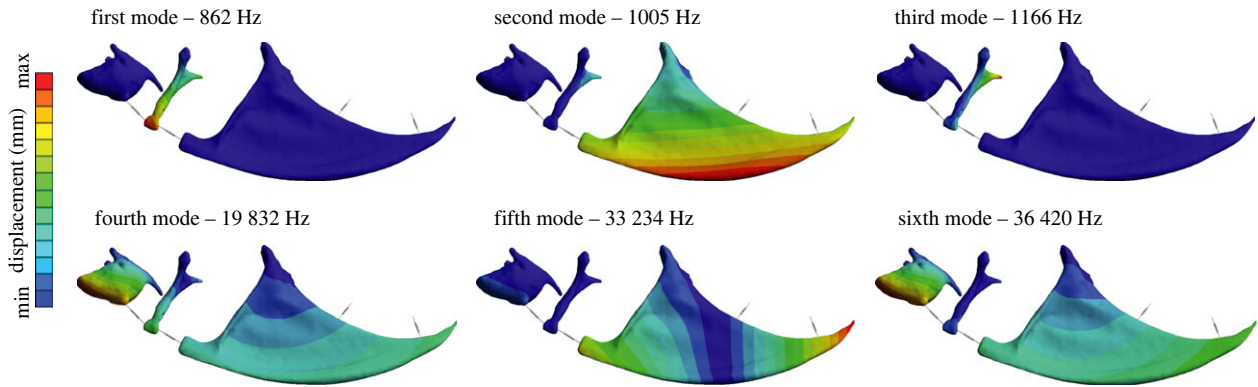 first mode – 862 Hz
second mode – 1005 Hz
third mode – 1166 Hz
min displacement (mm) max
fourth mode – 19 832 Hz
fifth mode – 33 234 Hz
sixth mode – 36 420 Hz